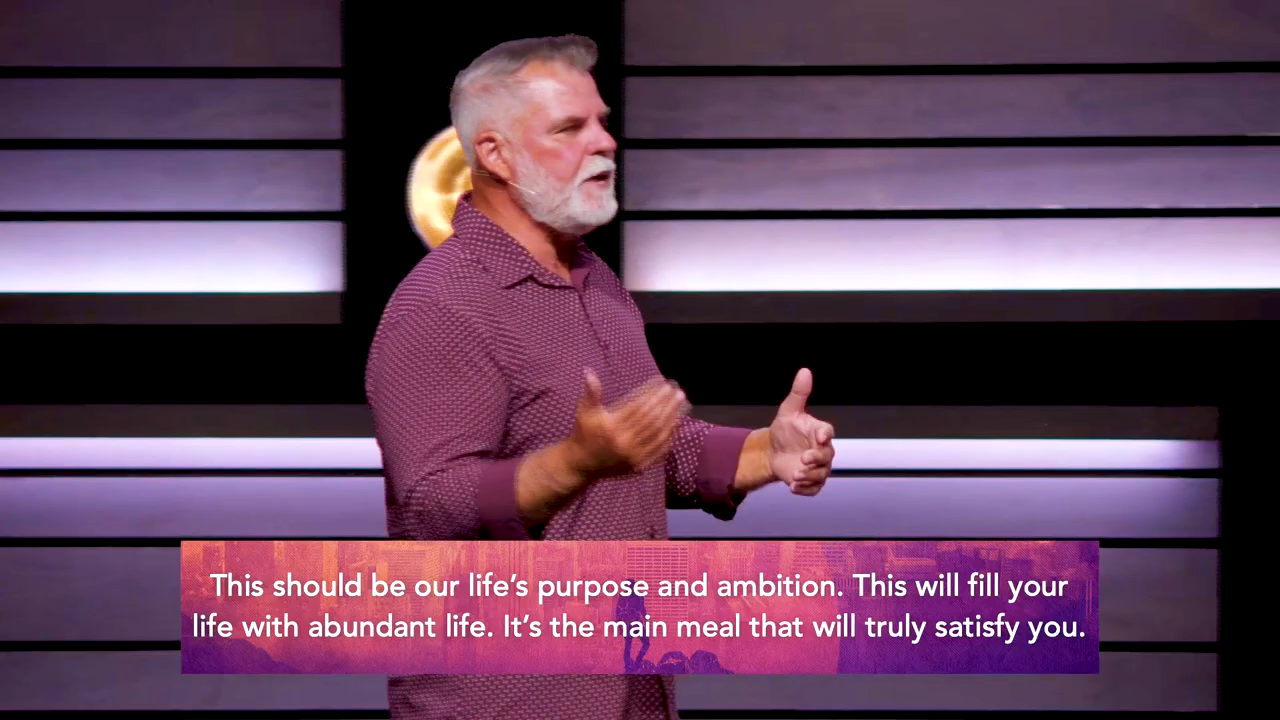 This should be our life’s purpose and ambition. This will fill your
life with abundant life. It’s the main meal that will truly satisfy you.